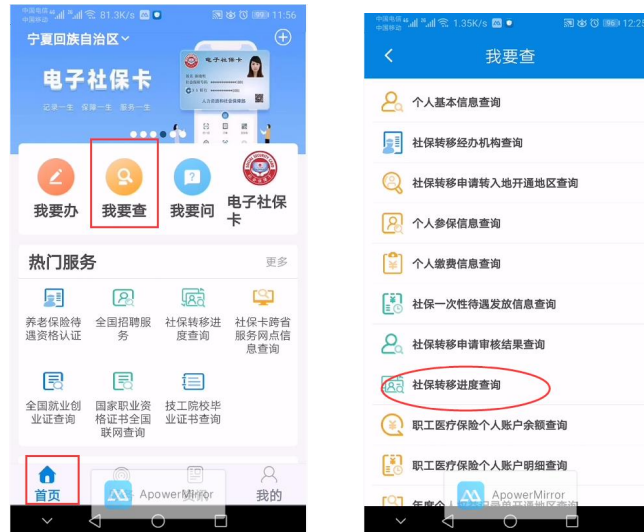 中国电信
中国移动
81.3K/s
11:56
宁夏回族自治区
电子社保卡
记录一生 保障一生 服务一生
电子社保卡
我要办
我要查
我要问
电子社保
卡
热门服务
更多
养老保险待
遇资格认证
全国招聘服
务
社保转移进
度查询
社保卡跨省
服务网点信
息查询
全国就业创
业证查询
国家职业资
格证书全国
联网查询
技工院校毕
业证书查询
首页
我的
ApowerMirror
中国电信
中国移动
1.35K/s
12:25
我要查
个人基本信息查询
社保转移经办机构查询
社保转移申请转入地开通地区查询
个人参保信息查询
个人缴费信息查询
社保一次性待遇发放信息查询
社保转移申请审核结果查询
社保转移进度查询
职工医疗保险个人账户余额查询
职工医疗保险个人账户明细查询
ApowerMirror